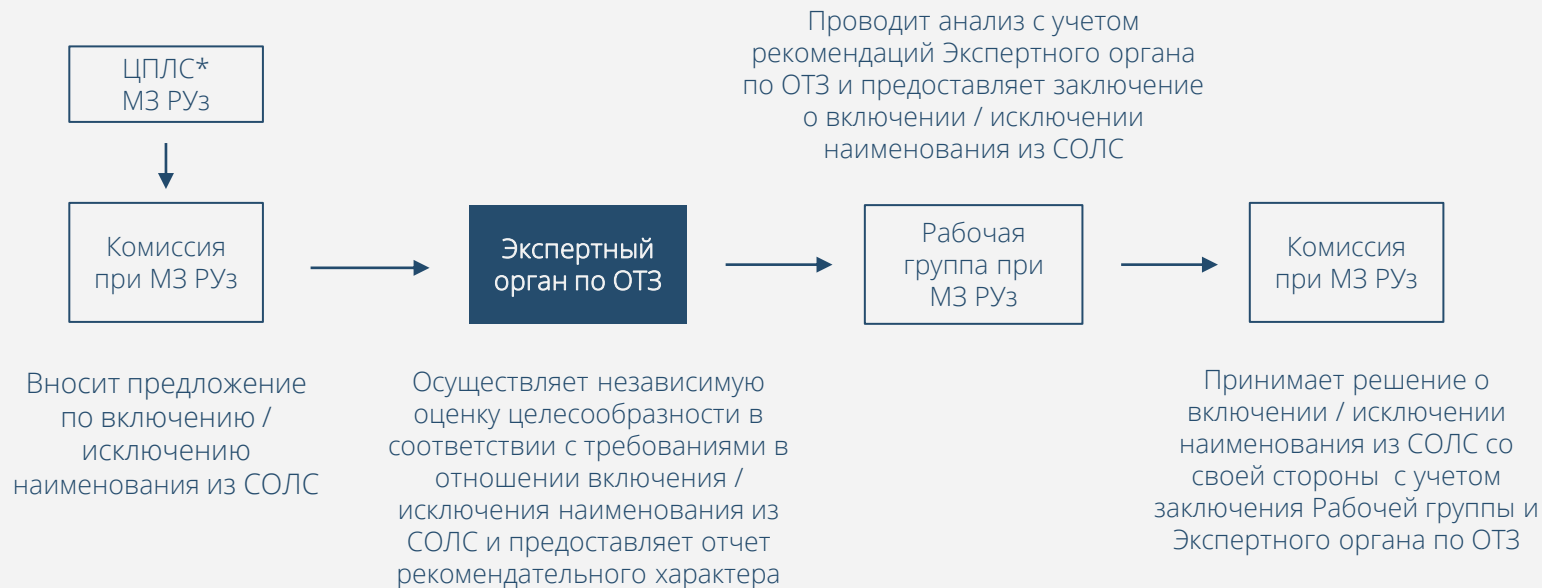 ЦПЛС*
МЗ РУз
Комиссия
при МЗ РУз
Вносит предложение
по включению /
исключению
наименования из СОЛС
Экспертный
орган по ОТЗ
Осуществляет независимую
оценку целесообразности в
соответствии с требованиями в
отношении включения /
исключения наименования из
СОЛС и предоставляет отчет
рекомендательного характера
Проводит анализ с учетом
рекомендаций Экспертного органа
по ОТЗ и предоставляет заключение
о включении / исключении
наименования из СОЛС
Рабочая
группа при
МЗ РУз
Комиссия
при МЗ РУз
Принимает решение о
включении / исключении
наименования из СОЛС со
своей стороны с учетом
заключения Рабочей группы и
Экспертного органа по ОТЗ